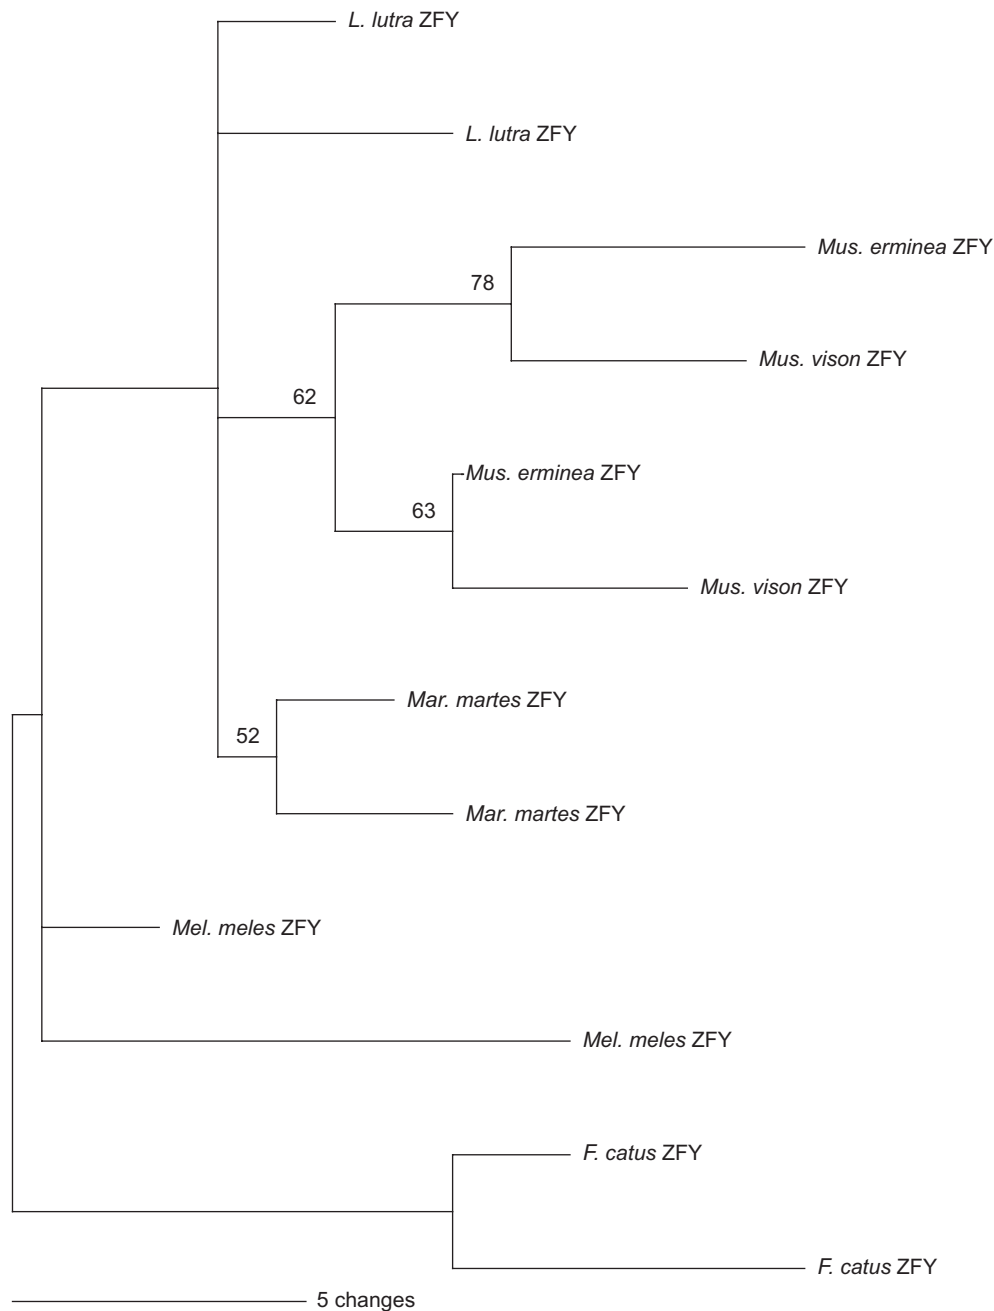 L. lutra ZFY
L. lutra ZFY
Mus. erminea ZFY
78
Mus. vison ZFY
62
Mus. erminea ZFY
63
Mus. vison ZFY
Mar. martes ZFY
52
Mar. martes ZFY
Mel. meles ZFY
Mel. meles ZFY
F. catus ZFY
F. catus ZFY
5 changes